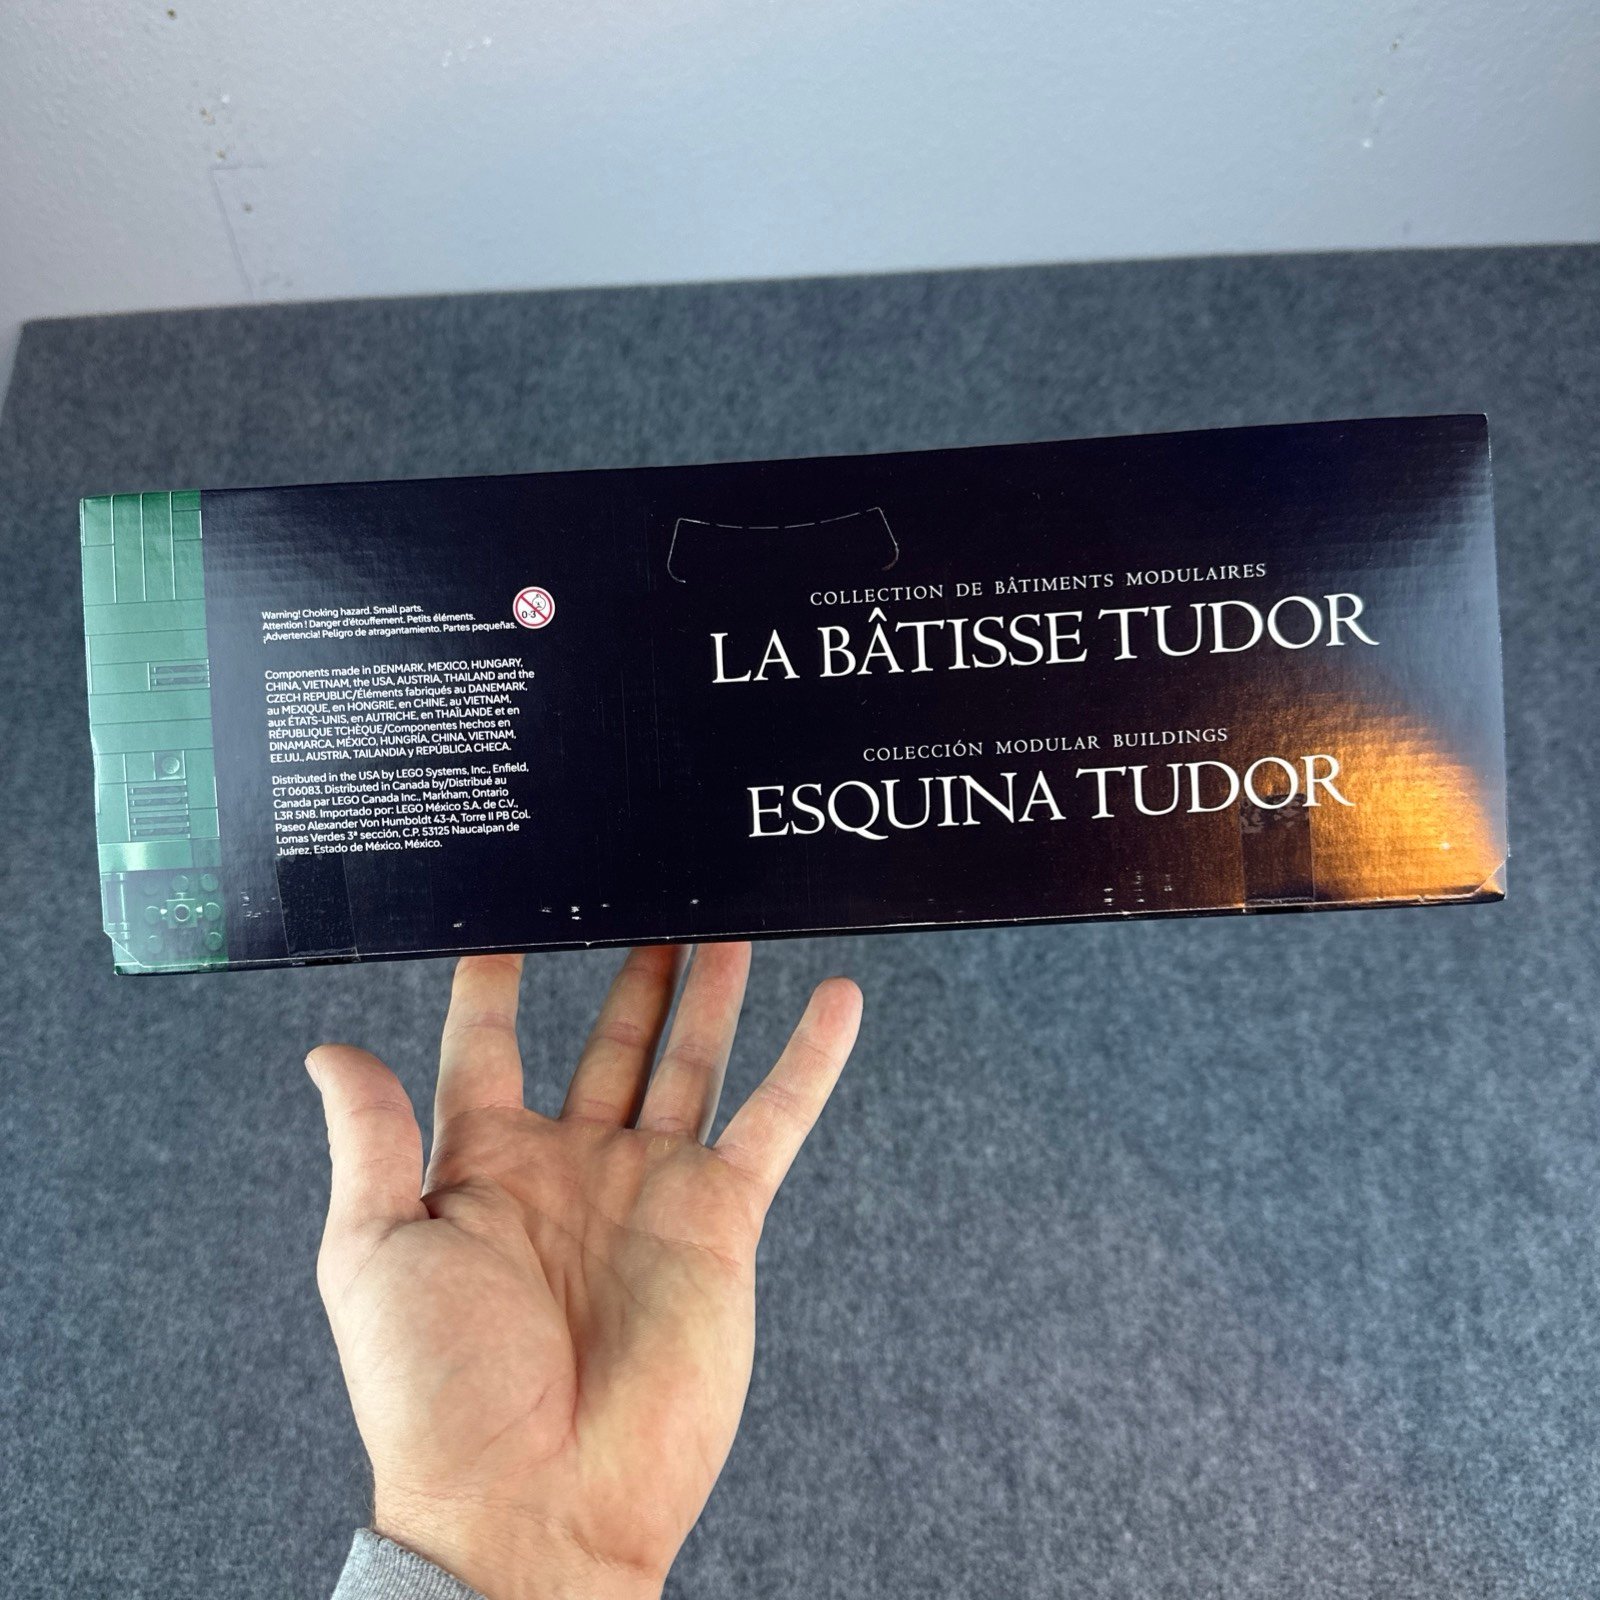 Warning! Choking hazard. Small parts.
Attention ! Danger d'étouffement. Petits éléments.
¡Advertencia! Peligro de atragantamiento. Partes pequeñas.
0-3
Components made in DENMARK, MEXICO, HUNGARY,
CHINA, VIETNAM, the USA, AUSTRIA, THAILAND and the
CZECH REPUBLIC/Éléments fabriqués au DANEMARK,
au MEXIQUE, en HONGRIE, en CHINE, au VIETNAM,
aux ÉTATS-UNIS, en AUTRICHE, en THAÏLANDE et en
RÉPUBLIQUE TCHÈQUE/Componentes hechos en
DINAMARCA, MÉXICO, HUNGRÍA, CHINA, VIETNAM,
EE.UU., AUSTRIA, TAILANDIA y REPÚBLICA CHECA.
Distributed in the USA by LEGO Systems, Inc., Enfield,
CT 06083. Distributed in Canada by/Distribué au
Canada par LEGO Canada Inc., Markham, Ontario
L3R 5N8. Importado por: LEGO México S.A. de C.V.,
Paseo Alexander Von Humboldt 43-A, Torre II PB Col.
Lomas Verdes 3ª sección, C.P. 53125 Naucalpan de
Juárez, Estado de México, México.
COLLECTION DE BÂTIMENTS MODULAIRES
LA BÂTISSE TUDOR
COLECCIÓN MODULAR BUILDINGS
ESQUINA TUDOR